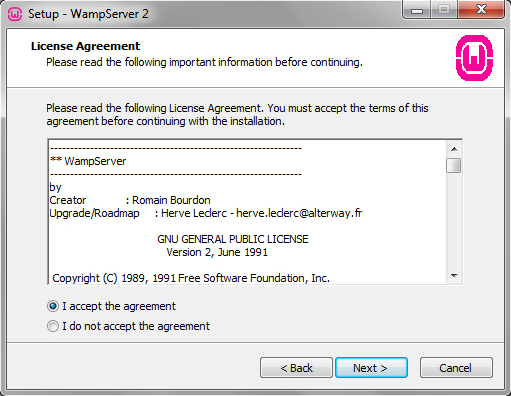 Setup - WampServer 2
License Agreement
Please read the following important information before continuing.
Please read the following License Agreement. You must accept the terms of this
agreement before continuing with the installation.
------------------------------------------------------------
** WampServer
------------------------------------------------------------
by
Creator : Romain Bourdon
Upgrade/Roadmap : Herve Leclerc - herve.leclerc@alterway.fr
GNU GENERAL PUBLIC LICENSE
Version 2, June 1991
Copyright (C) 1989, 1991 Free Software Foundation, Inc.
I accept the agreement
I do not accept the agreement
< Back Next > Cancel